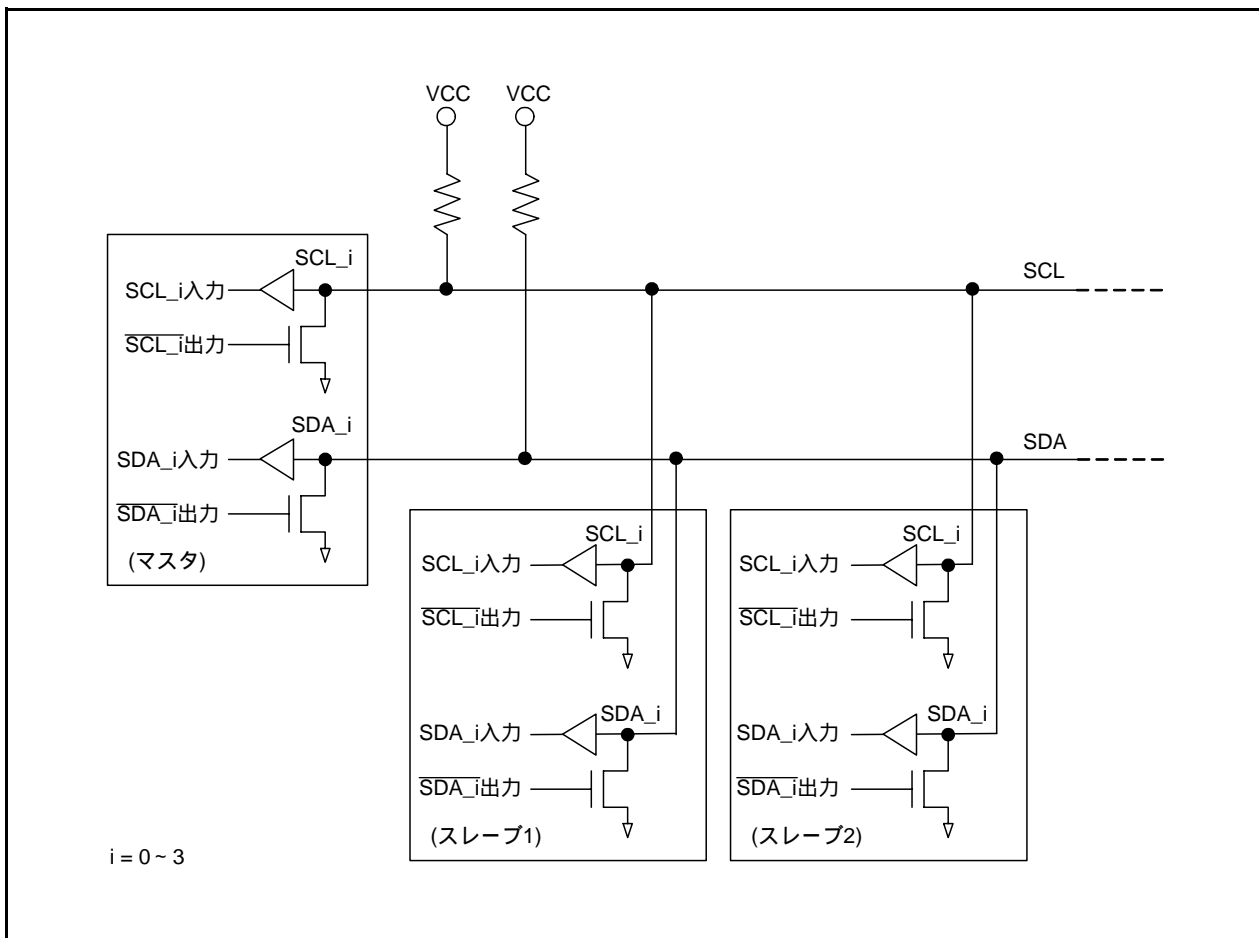 VCC VCC
SCL_i
SCL_i入力
SCL_i出力
SDA_i
SDA_i入力
SDA_i出力
(マスタ)
SCL
SDA
SCL_i
SCL_i入力
SCL_i出力
SDA_i
SDA_i入力
SDA_i出力
(スレーブ1)
SCL_i
SCL_i入力
SCL_i出力
SDA_i
SDA_i入力
SDA_i出力
(スレーブ2)
i = 0 ~ 3